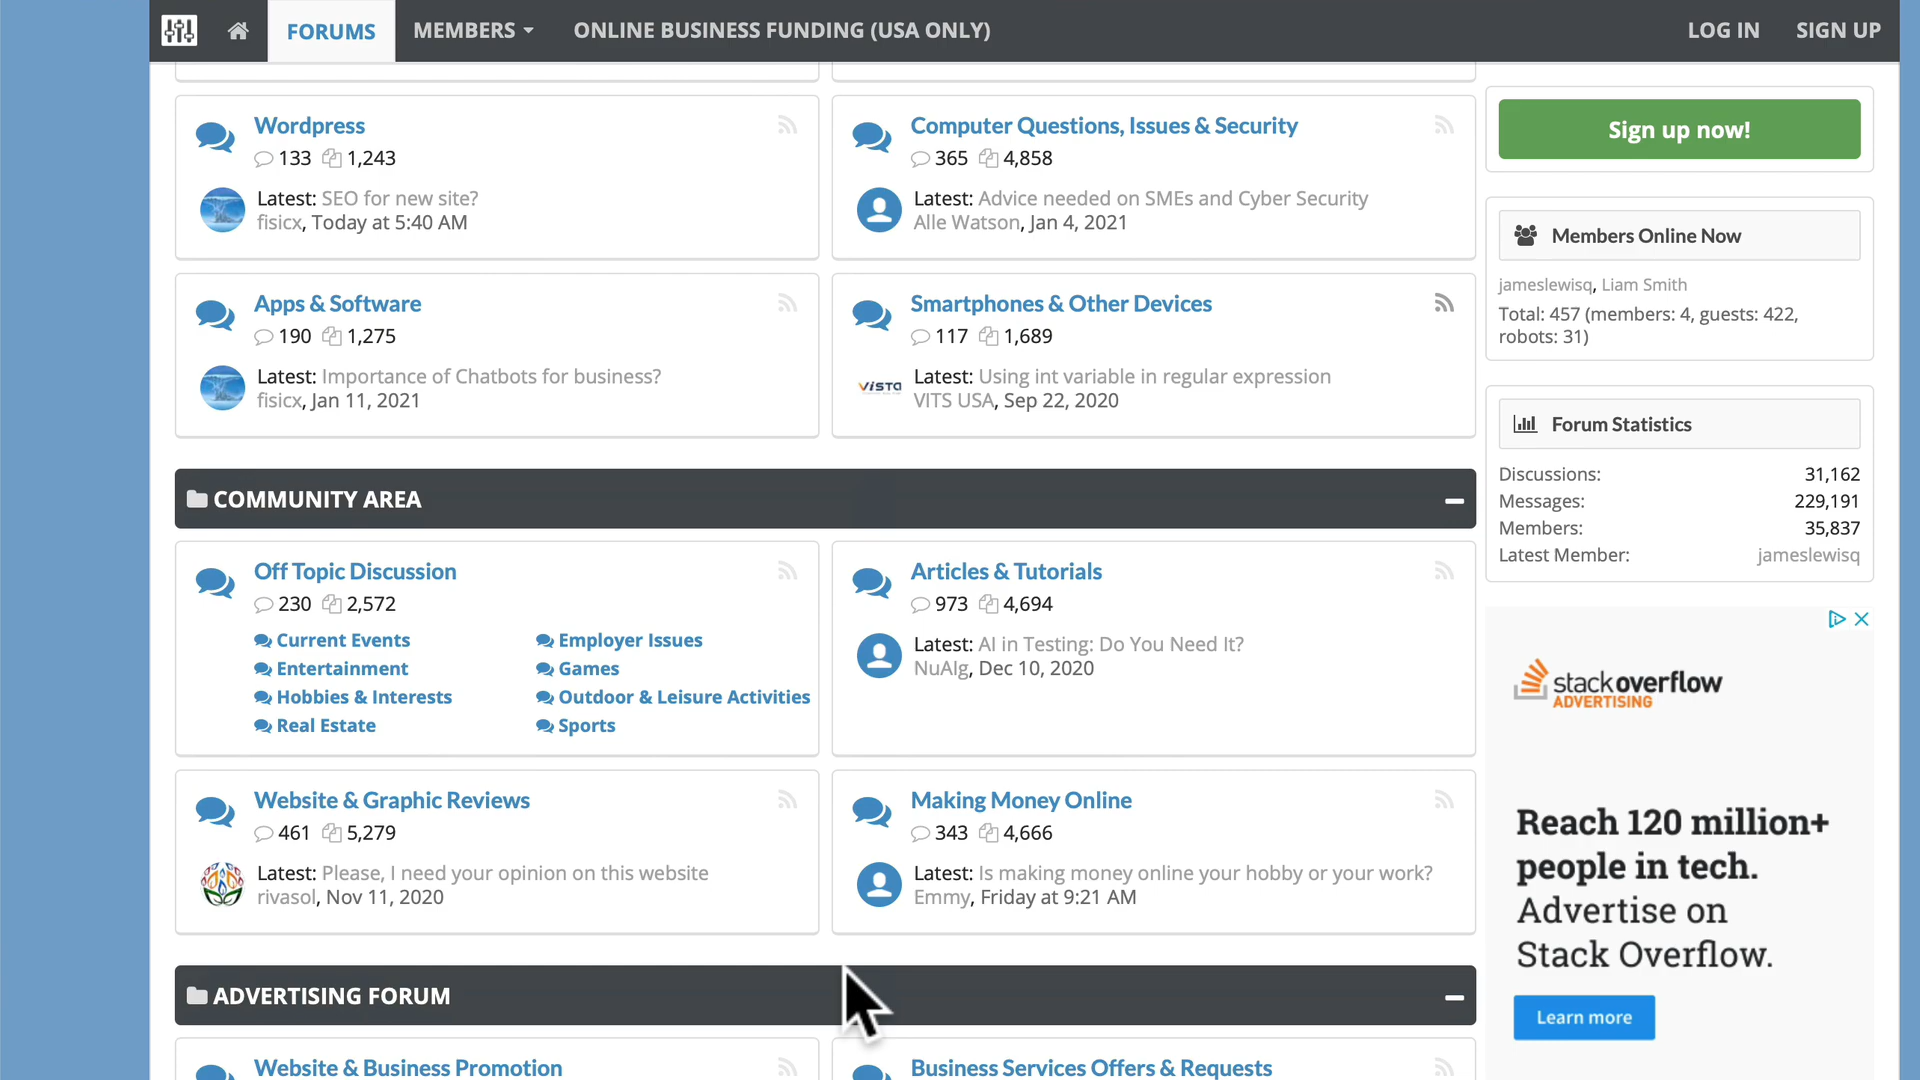 FORUMS
MEMBERS
ONLINE BUSINESS FUNDING (USA ONLY)
LOG IN
SIGN UP
Wordpress
133 1,243
Latest: SEO for new site?
fisicx, Today at 5:40 AM
Computer Questions, Issues & Security
365 4,858
Latest: Advice needed on SMEs and Cyber Security
Alle Watson, Jan 4, 2021
Apps & Software
190 1,275
Latest: Importance of Chatbots for business?
fisicx, Jan 11, 2021
Smartphones & Other Devices
117 1,689
vista
Latest: Using int variable in regular expression
VITS USA, Sep 22, 2020
COMMUNITY AREA
Off Topic Discussion
230 2,572
Current Events
Employer Issues
Entertainment
Games
Hobbies & Interests
Outdoor & Leisure Activities
Real Estate
Sports
Articles & Tutorials
973 4,694
Latest: AI in Testing: Do You Need It?
NuAlg, Dec 10, 2020
Website & Graphic Reviews
461 5,279
Latest: Please, I need your opinion on this website
rivasol, Nov 11, 2020
Making Money Online
343 4,666
Latest: Is making money online your hobby or your work?
Emmy, Friday at 9:21 AM
ADVERTISING FORUM
Website & Business Promotion
Business Services Offers & Requests
Sign up now!
Members Online Now
jameslewisq, Liam Smith
Total: 457 (members: 4, guests: 422,
robots: 31)
Forum Statistics
Discussions: 31,162
Messages: 229,191
Members: 35,837
Latest Member: jameslewisq
stackoverflow
ADVERTISING
Reach 120 million+
people in tech.
Advertise on
Stack Overflow.
Learn more